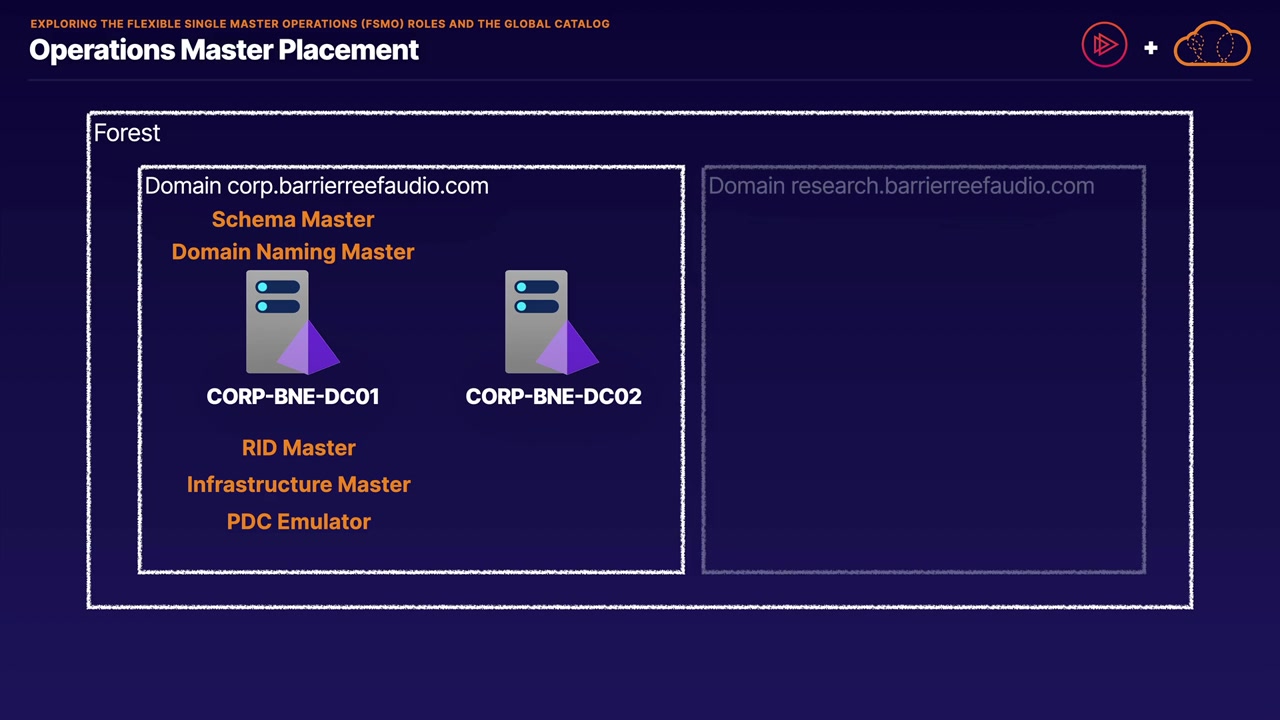 EXPLORING THE FLEXIBLE SINGLE MASTER OPERATIONS (FSMO) ROLES AND THE GLOBAL CATALOG
Operations Master Placement
+
Forest
Domain corp.barrierreefaudio.com
Domain research.barrierreefaudio.com
Schema Master
Domain Naming Master
CORP-BNE-DC01
CORP-BNE-DC02
RID Master
Infrastructure Master
PDC Emulator